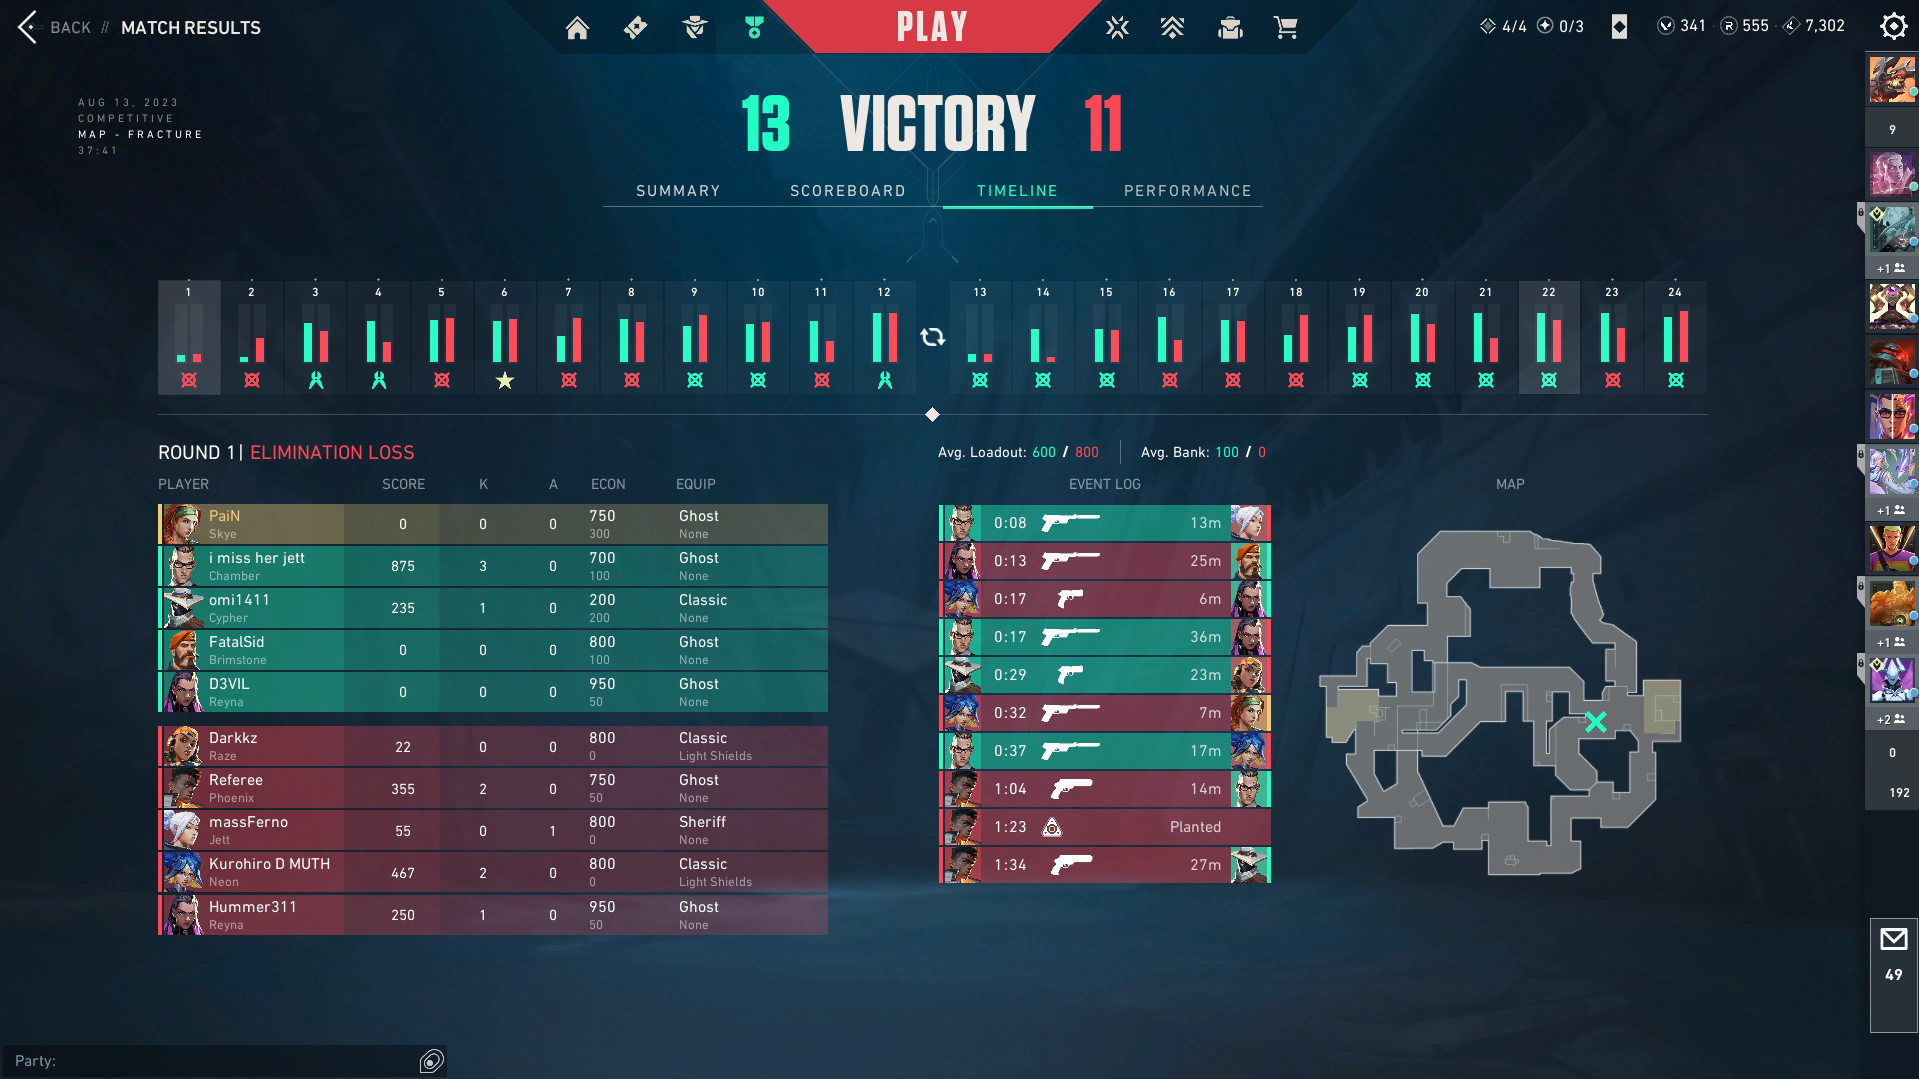 BACK // MATCH RESULTS
PLAY
4/4 0/3 341 555 7,302
AUG 13, 2023
COMPETITIVE
MAP - FRACTURE
37:41
13 VICTORY 11
SUMMARY SCOREBOARD TIMELINE PERFORMANCE
1 2 3 4 5 6 7 8 9 10 11 12 13 14 15 16 17 18 19 20 21 22 23 24
ROUND 1| ELIMINATION LOSS
PLAYER SCORE K A ECON EQUIP
PaiN 0 0 0 750 Ghost
Skye 300 None
i miss her jett 875 3 0 700 Ghost
Chamber 100 None
omi1411 235 1 0 200 Classic
Cypher 200 None
FatalSid 0 0 0 800 Ghost
Brimstone 100 None
D3VIL 0 0 0 950 Ghost
Reyna 50 None
Darkkz 22 0 0 800 Classic
Raze 0 Light Shields
Referee 355 2 0 750 Ghost
Phoenix 50 None
massFerno 55 0 1 800 Sheriff
Jett 0 None
Kurohiro D MUTH 467 2 0 800 Classic
Neon 0 Light Shields
Hummer311 250 1 0 950 Ghost
Reyna 50 None
Avg. Loadout: 600 / 800 Avg. Bank: 100 / 0
EVENT LOG
0:08 13m
0:13 25m
0:17 6m
0:17 36m
0:29 23m
0:32 7m
0:37 17m
1:04 14m
1:23 Planted
1:34 27m
MAP
9
+1
+1
+1
+2
0
192
49
Party: